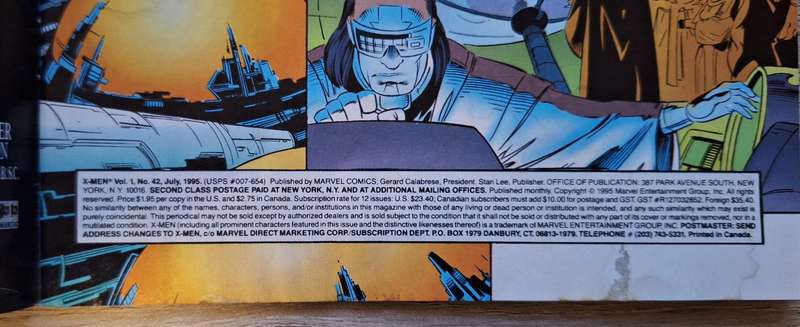 X-MEN® Vol. 1, No. 42, July, 1995. (USPS #007-654) Published by MARVEL COMICS; Gerard Calabrese, President. Stan Lee, Publisher. OFFICE OF PUBLICATION: 387 PARK AVENUE SOUTH, NEW
YORK, N.Y. 10016. SECOND CLASS POSTAGE PAID AT NEW YORK, N.Y. AND AT ADDITIONAL MAILING OFFICES. Published monthly. Copyright © 1995 Marvel Entertainment Group, Inc. All rights
reserved. Price $1.95 per copy in the U.S. and $2.75 in Canada. Subscription rate for 12 issues: U.S. $23.40; Canadian subscribers must add $10.00 for postage and GST. GST #R127032852. Foreign $35.40.
No similarity between any of the names, characters, persons, and/or institutions in this magazine with those of any living or dead person or institution is intended, and any such similarity which may exist is
purely coincidental. This periodical may not be sold except by authorized dealers and is sold subject to the condition that it shall not be sold or distributed with any part of its cover or markings removed, nor in a
mutilated condition. X-MEN (including all prominent characters featured in this issue and the distinctive likenesses thereof) is a trademark of MARVEL ENTERTAINMENT GROUP, INC. POSTMASTER: SEND
ADDRESS CHANGES TO X-MEN, c/o MARVEL DIRECT MARKETING CORP. SUBSCRIPTION DEPT. P.O. BOX 1979 DANBURY, CT. 06813-1979. TELEPHONE # (203) 743-5331. Printed in Canada.